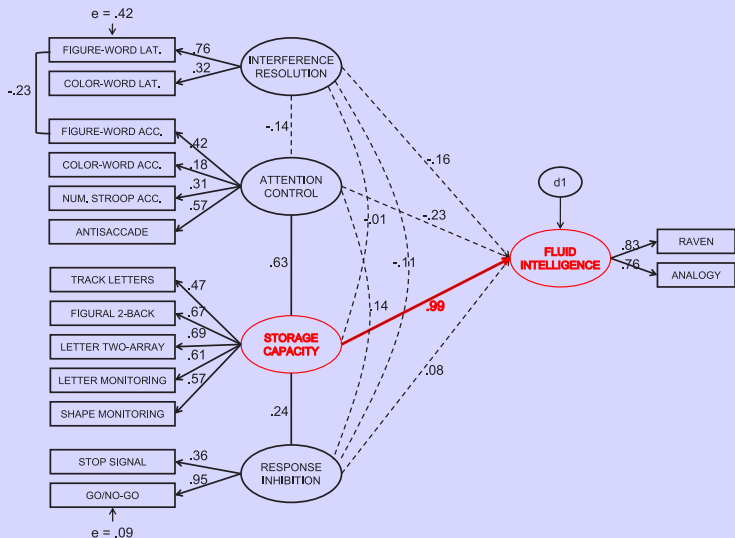 e = .42
FIGURE-WORD LAT.
.76
INTERFERENCE
RESOLUTION
COLOR-WORD LAT.
.32
-.23
-.14
FIGURE-WORD ACC.
.42
COLOR-WORD ACC.
.18
ATTENTION
CONTROL
NUM. STROOP ACC.
.31
ANTISACCADE
.57
-.16
-.23
-.01
-.11
.14
d1
FLUID
INTELLIGENCE
.83
RAVEN
.76
ANALOGY
.63
TRACK LETTERS
.47
FIGURAL 2-BACK
.67
LETTER TWO-ARRAY
.69
STORAGE
CAPACITY
.99
LETTER MONITORING
.61
SHAPE MONITORING
.57
.08
.24
STOP SIGNAL
.36
RESPONSE
INHIBITION
GO/NO-GO
.95
e = .09